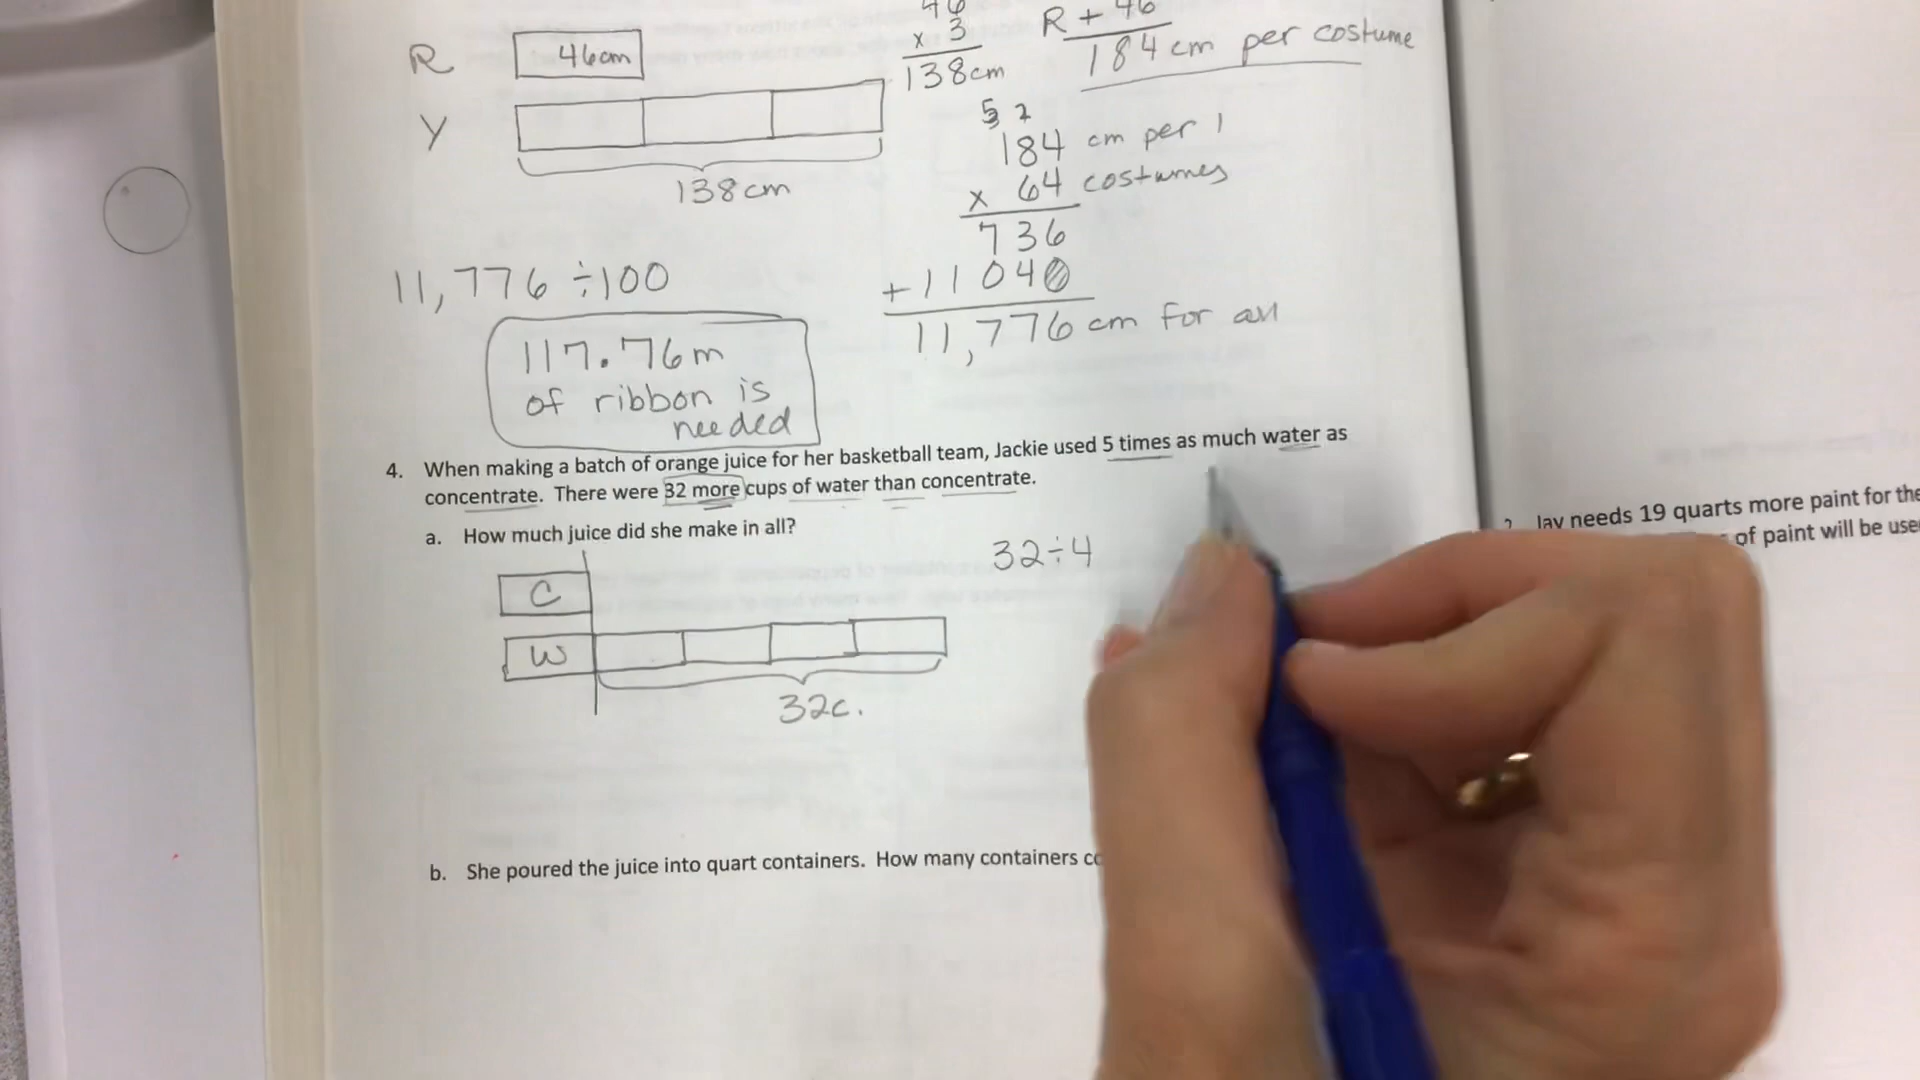 R 46cm
Y
138cm
46
x 3
138cm
R + 46
184 cm per costume
5 2
184 cm per 1
x 64 costumes
736
+11040
11,776 cm for all
11,776 ÷100
117.76m
of ribbon is
needed
4. When making a batch of orange juice for her basketball team, Jackie used 5 times as much water as
concentrate. There were 32 more cups of water than concentrate.
a. How much juice did she make in all?
C
W
32c.
32÷4
b. She poured the juice into quart containers. How many containers
Jay needs 19 quarts more paint for the
of paint will be